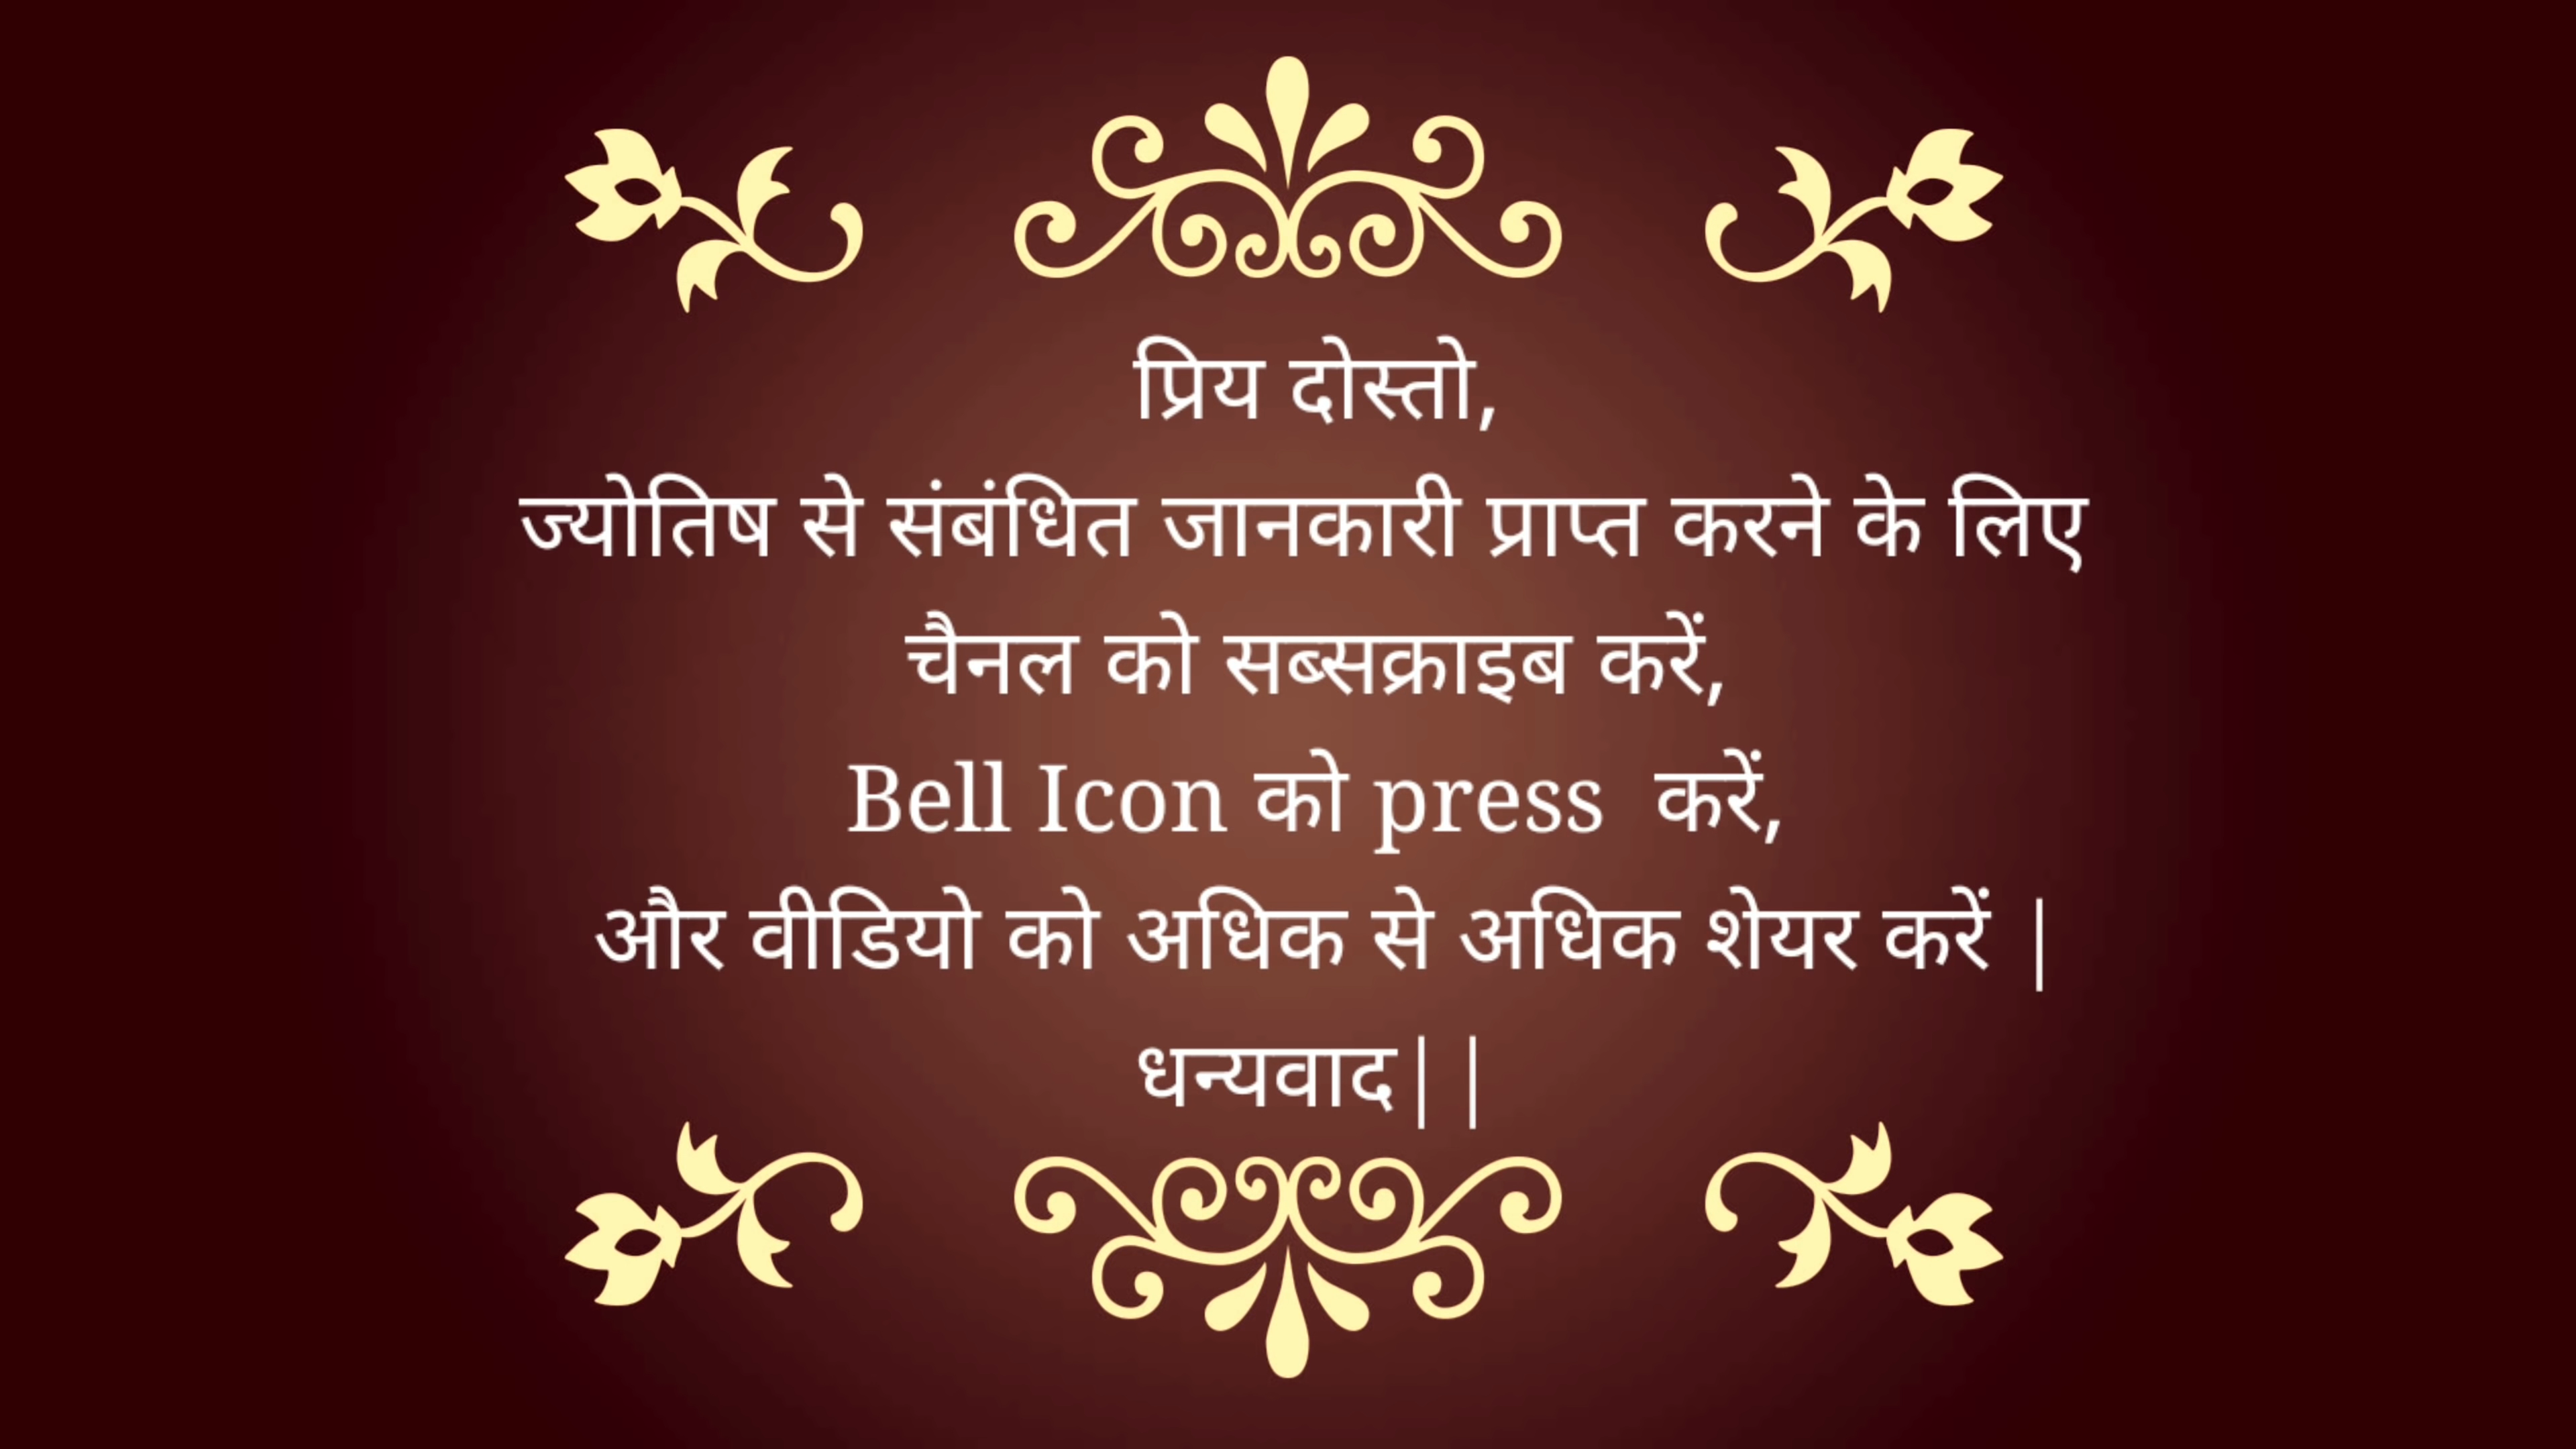 प्रिय दोस्तो,
ज्योतिष से संबंधित जानकारी प्राप्त करने के लिए
चैनल को सब्सक्राइब करें,
Bell Icon को press  करें,
और वीडियो को अधिक से अधिक शेयर करें |
धन्यवाद||